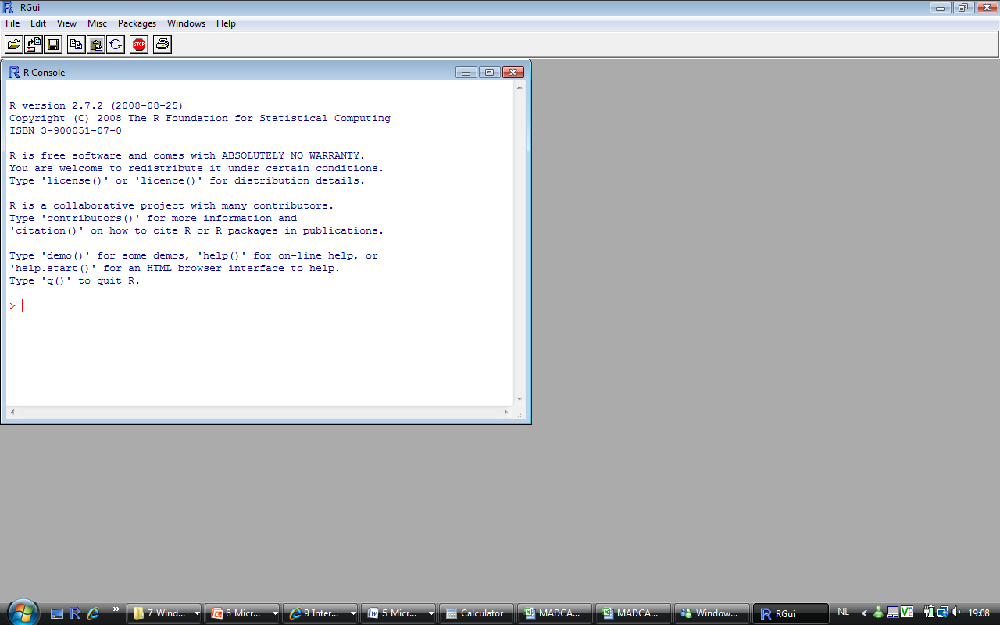 RGui
File Edit View Misc Packages Windows Help
STOP
R Console
R version 2.7.2 (2008-08-25)
Copyright (C) 2008 The R Foundation for Statistical Computing
ISBN 3-900051-07-0
R is free software and comes with ABSOLUTELY NO WARRANTY.
You are welcome to redistribute it under certain conditions.
Type 'license()' or 'licence()' for distribution details.
R is a collaborative project with many contributors.
Type 'contributors()' for more information and
'citation()' on how to cite R or R packages in publications.
Type 'demo()' for some demos, 'help()' for on-line help, or
'help.start()' for an HTML browser interface to help.
Type 'q()' to quit R.
>
» 7 Wind... 6 Micr... 9 Inter... 5 Micr... Calculator MADCA... MADCA... Window... RGui NL 19:08